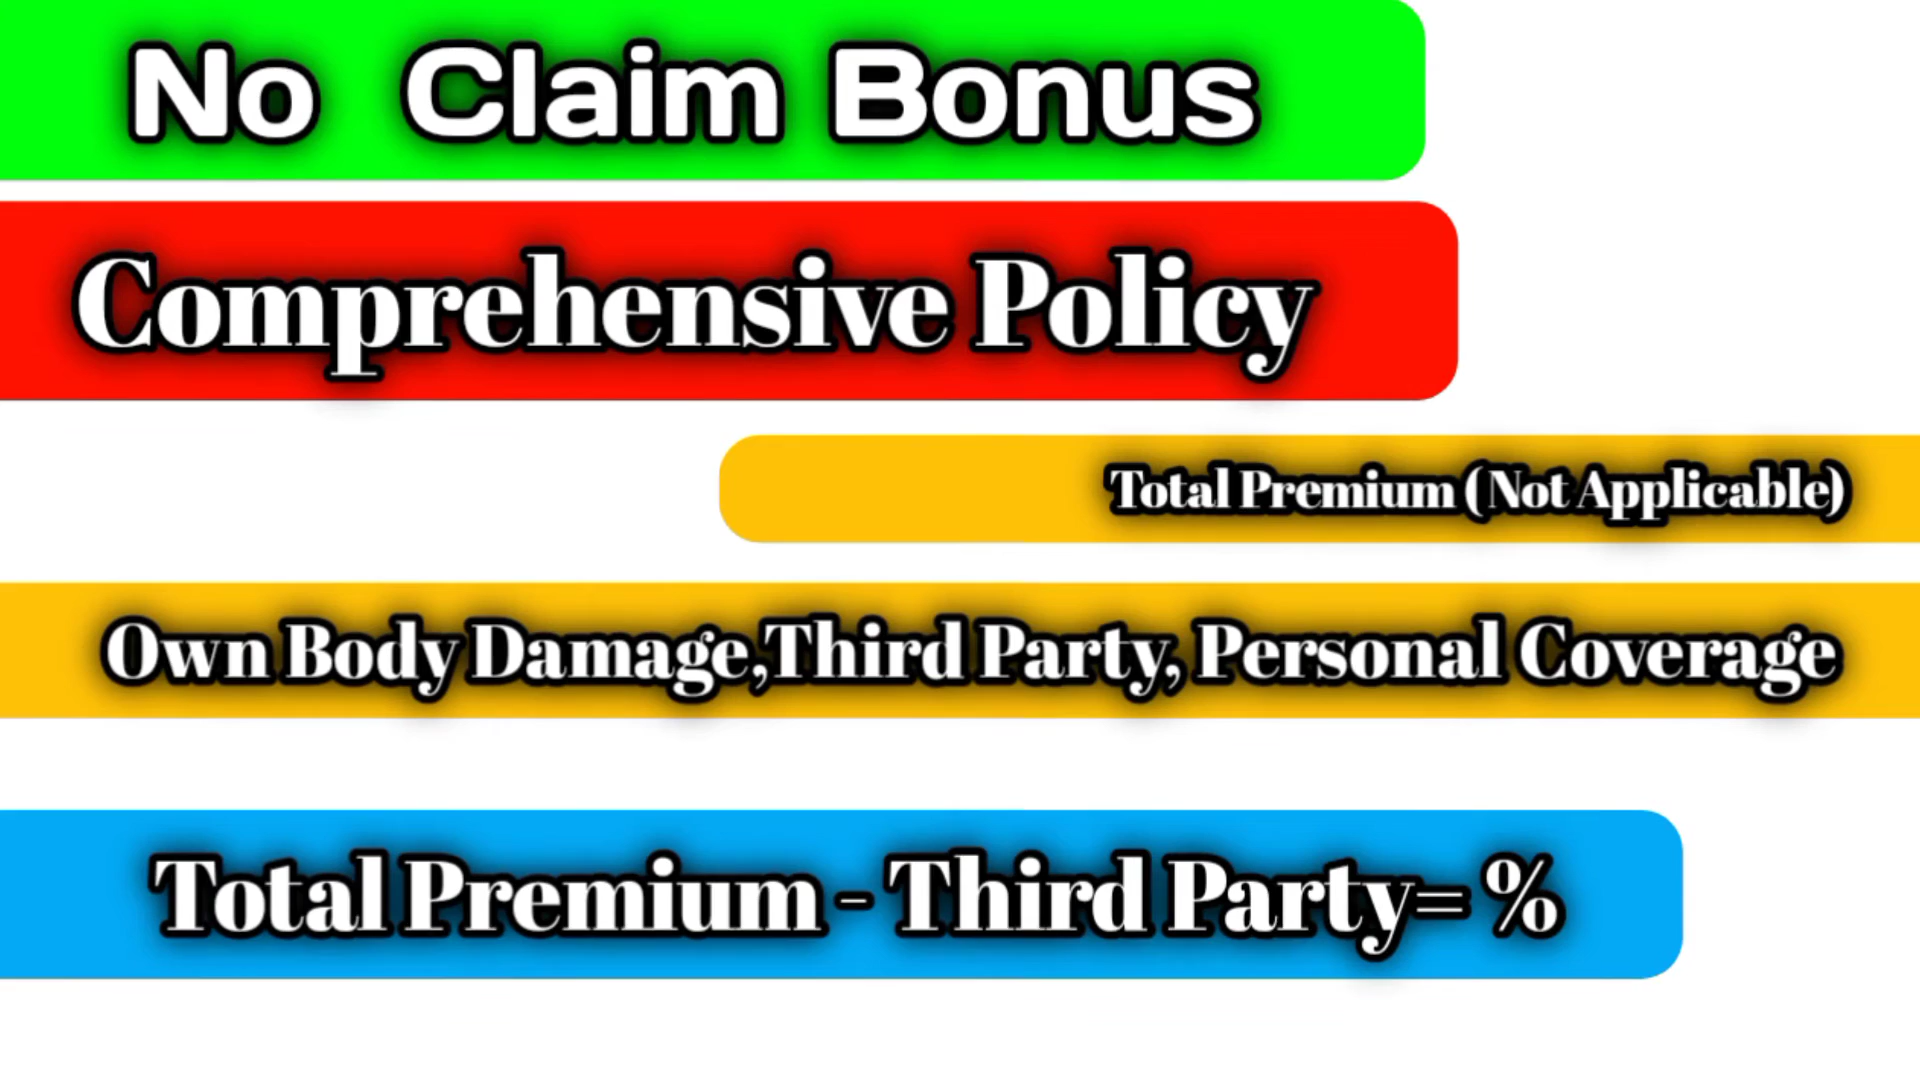 No Claim Bonus
Comprehensive Policy
Total Premium (Not Applicable)
Own Body Damage,Third Party, Personal Coverage
Total Premium - Third Party= %